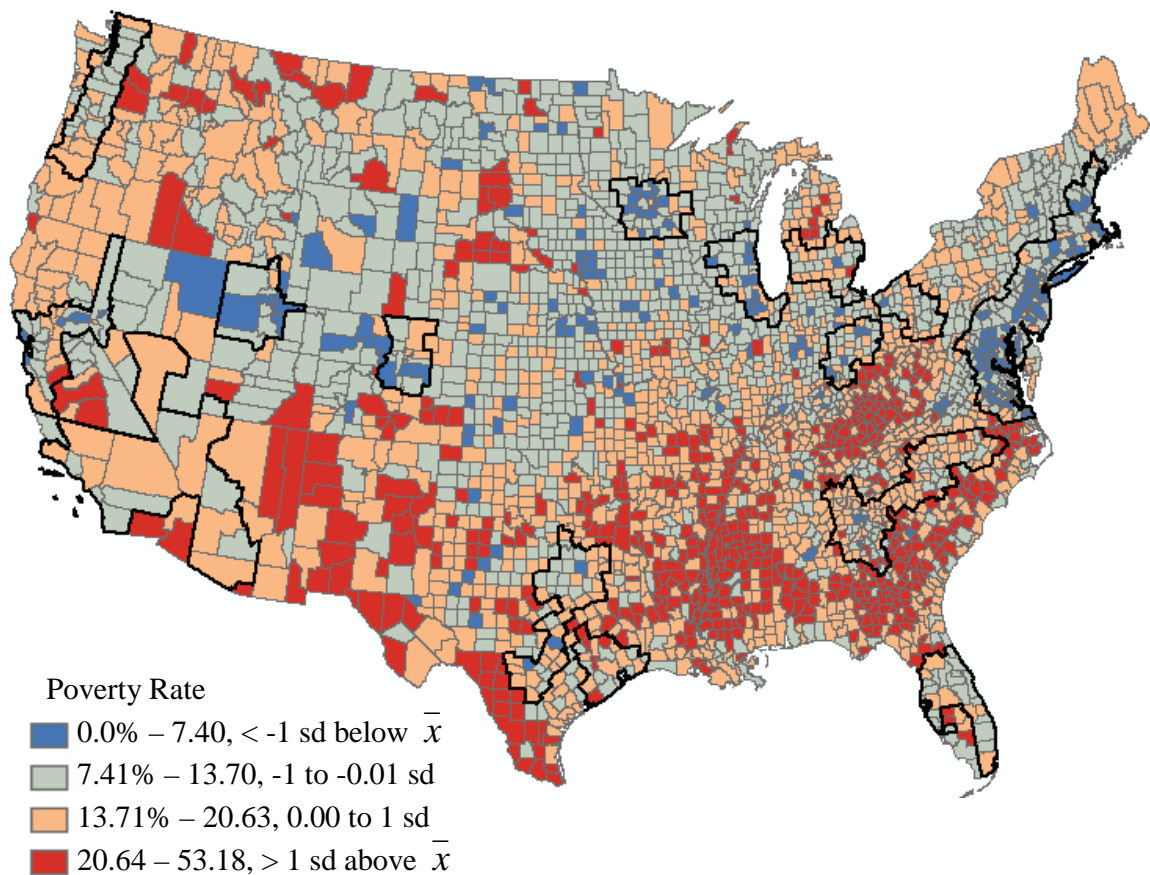 Poverty Rate
0.0% – 7.40, < -1 sd below x̄
7.41% – 13.70, -1 to -0.01 sd
13.71% – 20.63, 0.00 to 1 sd
20.64 – 53.18, > 1 sd above x̄